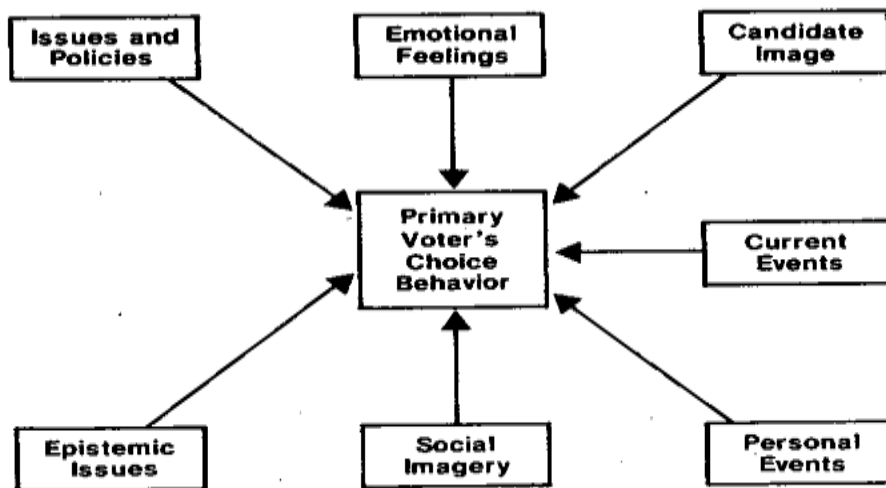 Issues and
Policies
Emotional
Feelings
Candidate
Image
Primary
Voter's
Choice
Behavior
Current
Events
Epistemic
Issues
Social
Imagery
Personal
Events